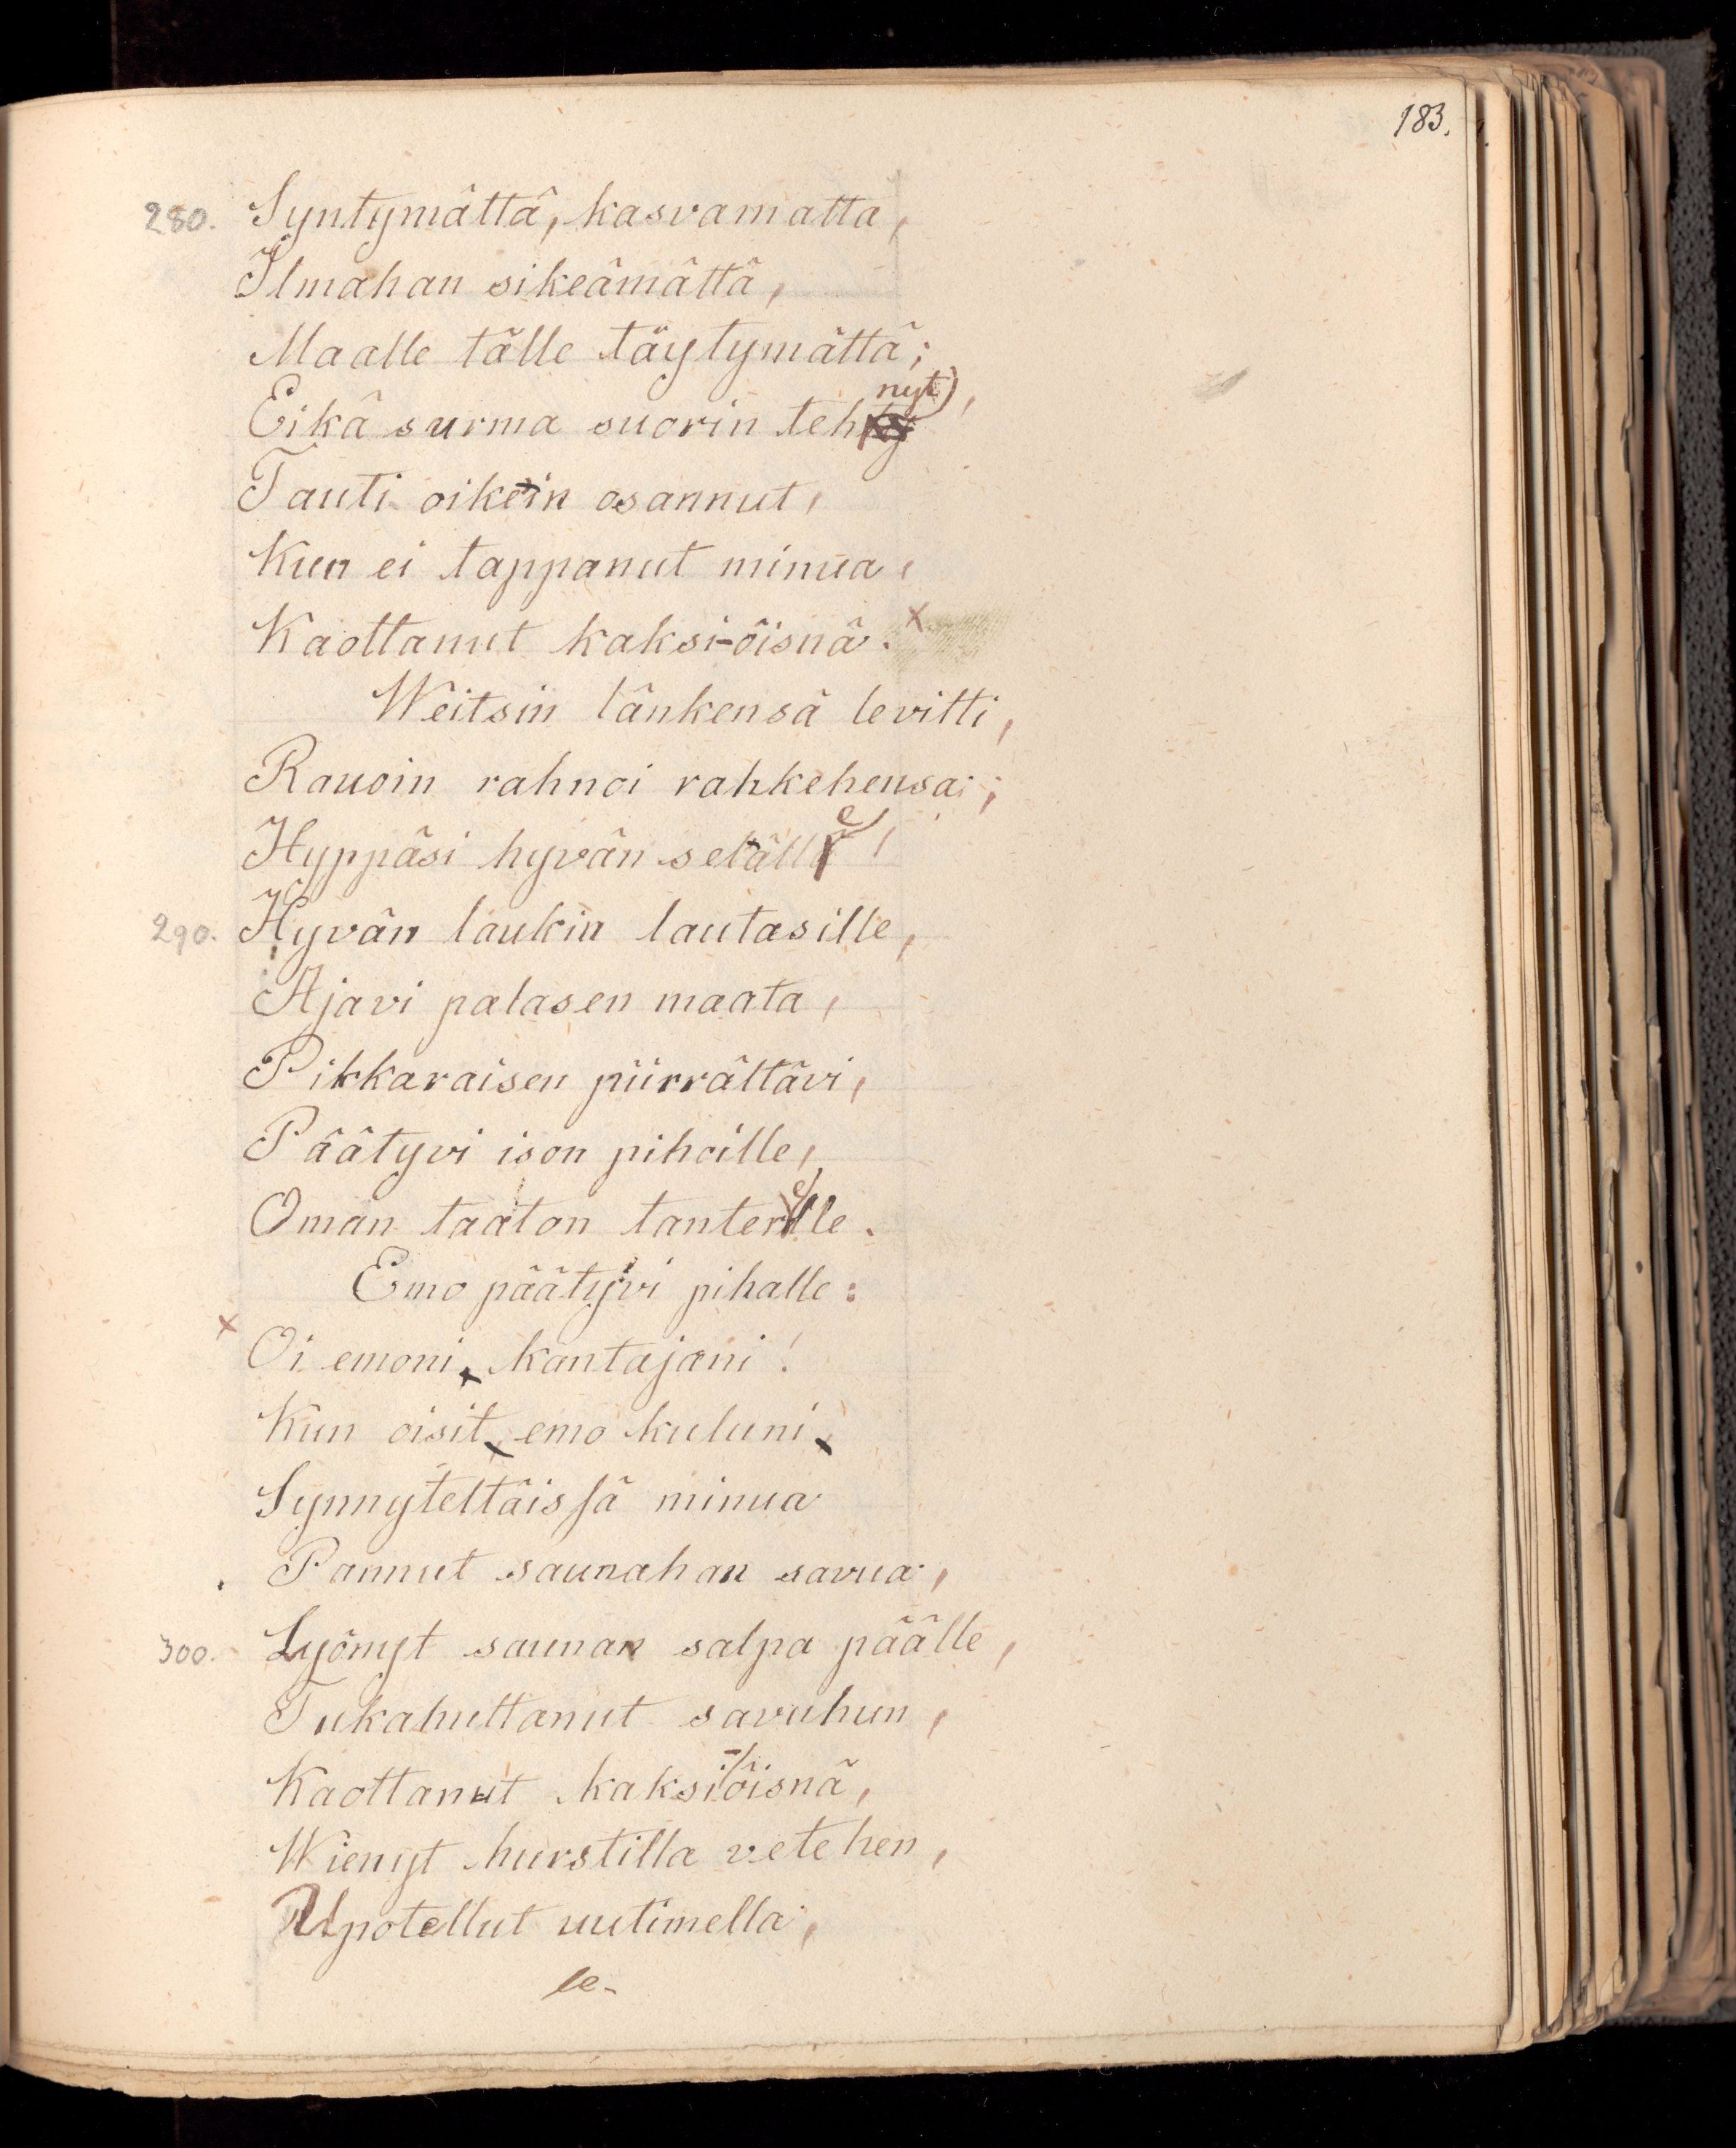 183.
280. Syntymättä, kasvamatta,
Ilmahan sikeämättä,
Maalle tälle täytymättä;
Eikä surma suorin tehnyt,
Tauti oikein osannut,
Kun ei tappanut minua,
Kaottanut kaksi-öisnä. x
Weitsin länkensä levitti,
Rauoin rahnoi rahkehensa;
Hyppäsi hyvän selälle,
290. Hyvän laukin lautasille,
Ajavi palasen maata,
Pikkaraisen piirrättävi,
Päätyvi ison pihoille,
Oman taaton tanterelle.
Emo päätyvi pihalle:
x Oi emoni, kantajani!
Kun oisit, emo kuluni,
Synnyteltäissä minua
Pannut saunahan savua,
300. Lyönyt saunan salpa päälle,
Tukahuttanut savuhun,
Kaottanut kaksi-öisnä,
Wienyt hurstilla vetehen,
Upotellut uutimella,
le-